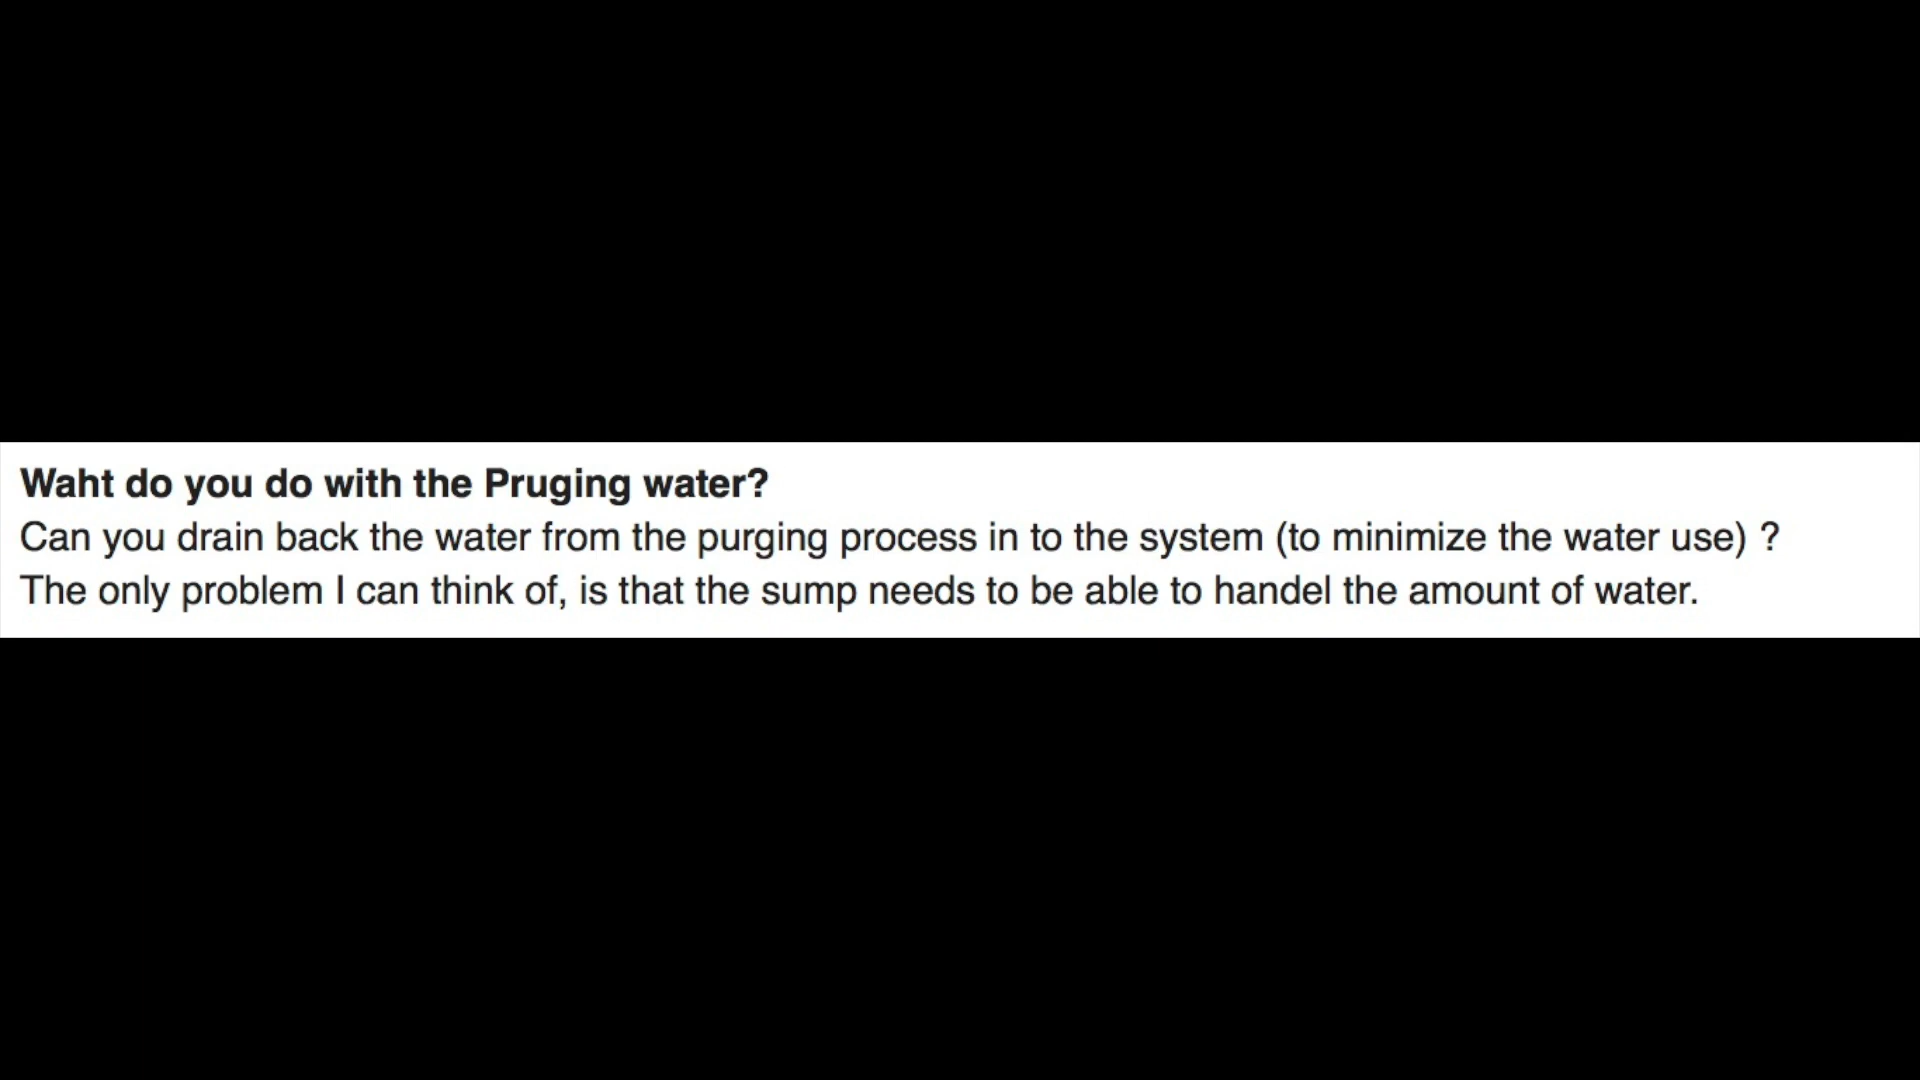 Waht do you do with the Pruging water?
Can you drain back the water from the purging process in to the system (to minimize the water use) ?
The only problem I can think of, is that the sump needs to be able to handel the amount of water.